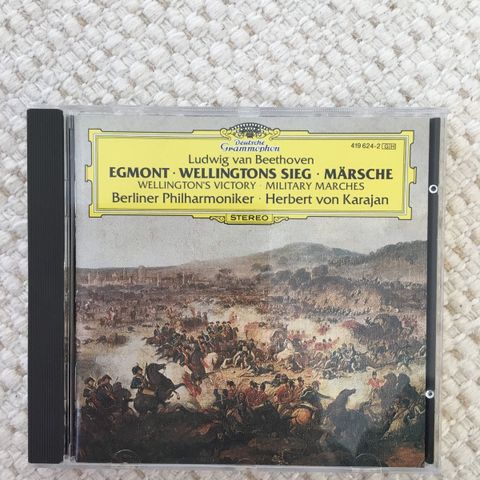 Deutsche
Grammophon
419 624-2 GH
Ludwig van Beethoven
EGMONT · WELLINGTONS SIEG · MÄRSCHE
WELLINGTON'S VICTORY · MILITARY MARCHES
Berliner Philharmoniker · Herbert von Karajan
STEREO